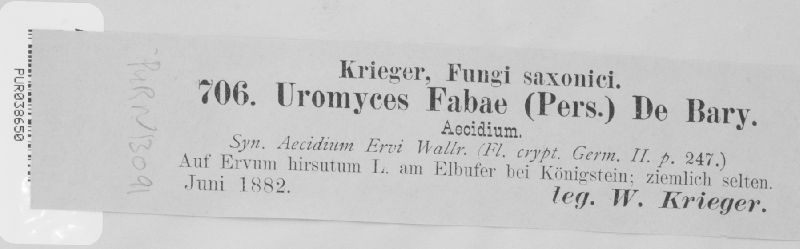 PUR038650
PURN13091
Krieger, Fungi saxonici.
706. Uromyces Fabae (Pers.) De Bary.
Aecidium.
Syn. Aecidium Ervi Wallr. (Fl. crypt. Germ. II. p. 247.)
Auf Ervum hirsutum L. am Elbufer bei Königstein; ziemlich selten.
Juni 1882.
leg. W. Krieger.